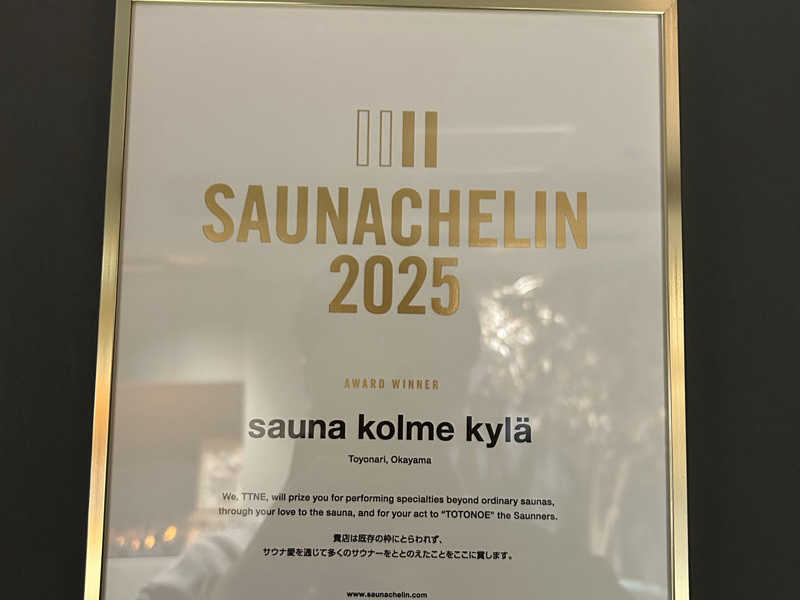 SAUNACHELIN
2025
AWARD WINNER
sauna kolme kylä
Toyonari, Okayama
We, TTNE, will prize you for performing specialties beyond ordinary saunas,
through your love to the sauna, and for your act to “TOTONOE” the Saunners.
貴店は既存の枠にとらわれず、
サウナ愛を通じて多くのサウナーをととのえたことをここに賞します。
www.saunachelin.com